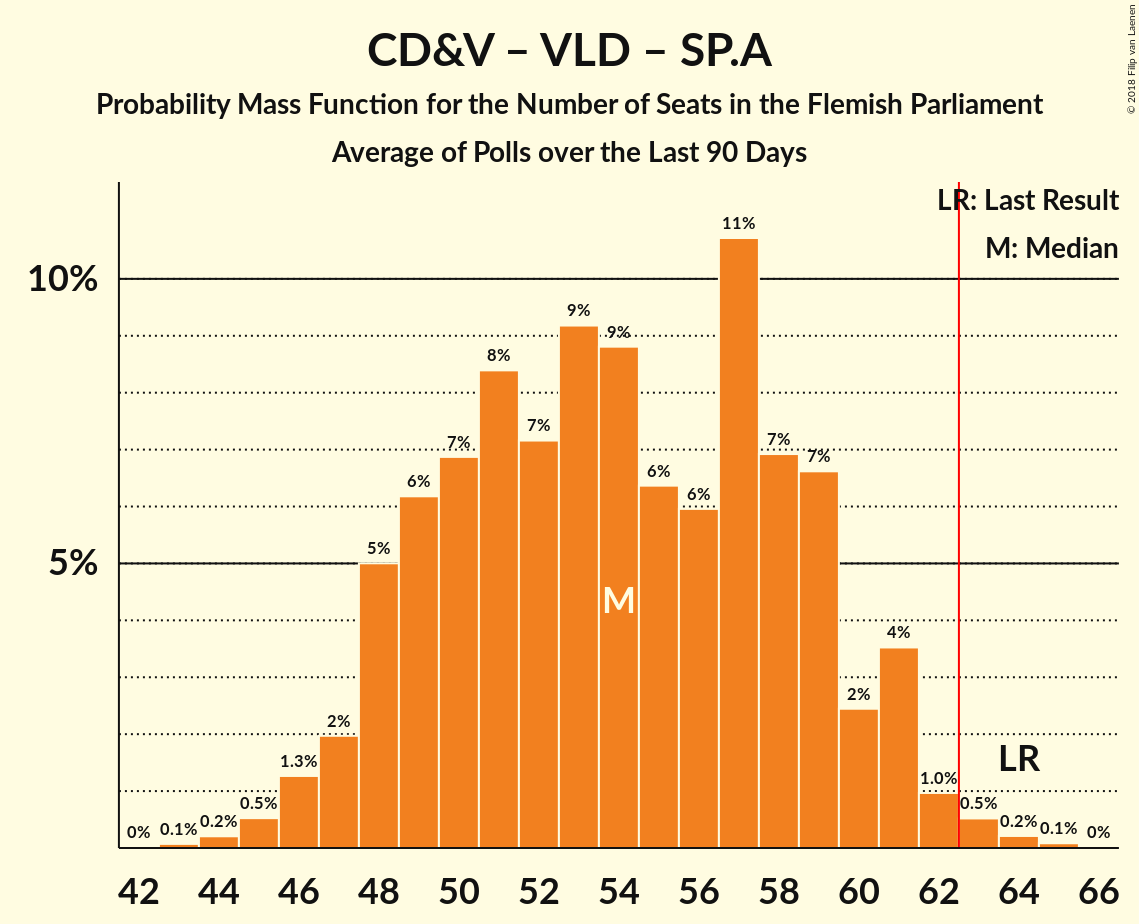 CD&V – VLD – SP.A
Probability Mass Function for the Number of Seats in the Flemish Parliament
Average of Polls over the Last 90 Days
© 2018 Filip van Laenen
LR: Last Result
M: Median
10%
5%
0% 0.1% 0.2% 0.5% 1.3% 2% 5% 6% 7% 8% 7% 9% 9% 6% 6% 11% 7% 7% 2% 4% 1.0% 0.5% 0.2% 0.1% 0%
M
LR
42 44 46 48 50 52 54 56 58 60 62 64 66